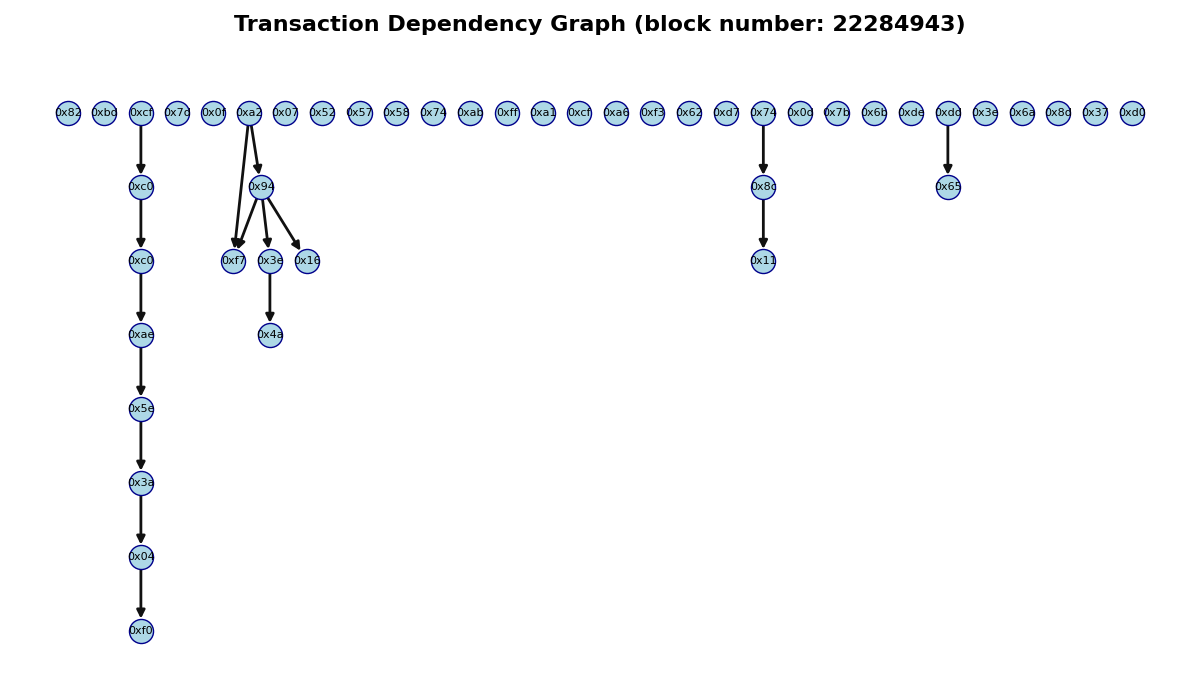 Transaction Dependency Graph (block number: 22284943)
0x82 0xbd 0xcf 0x7d 0x0f 0xa2 0x07 0x52 0x57 0x58 0x74 0xab 0xff 0xa1 0xcf 0xa6 0xf3 0x62 0xd7 0x74 0x0d 0x7b 0x6b 0xde 0xdd 0x3e 0x6a 0x8d 0x37 0xd0
0xc0 0x94 0x8c 0x65
0xc0 0xf7 0x3e 0x16 0x11
0xae 0x4a
0x5e
0x3a
0x04
0xf0